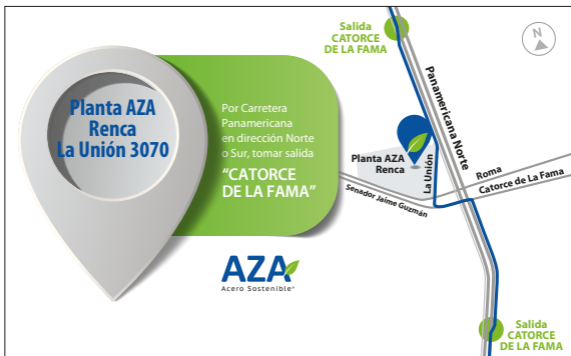 Planta AZA
Renca
La Unión 3070
Por Carretera
Panamericana
en dirección Norte
o Sur, tomar salida
“CATORCE
DE LA FAMA”
AZA
Acero Sostenible®
Salida
CATORCE
DE LA FAMA
N
Panamericana Norte
Planta AZA
Renca
La Unión
Roma
Catorce de La Fama
Senador Jaime Guzmán
Salida
CATORCE
DE LA FAMA